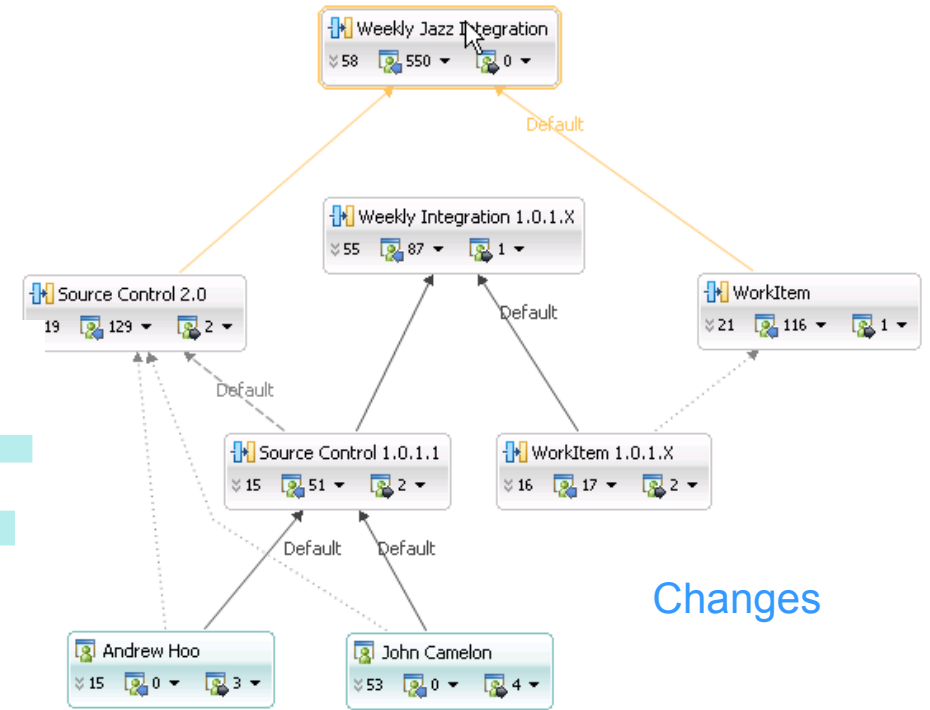 Weekly Jazz Integration
58 550 0
Default
Weekly Integration 1.0.1.X
55 87 1
Source Control 2.0
19 129 2
WorkItem
21 116 1
Default
Default
Source Control 1.0.1.1
15 51 2
WorkItem 1.0.1.X
16 17 2
Default Default
Changes
Andrew Hoo
15 0 3
John Camelon
53 0 4